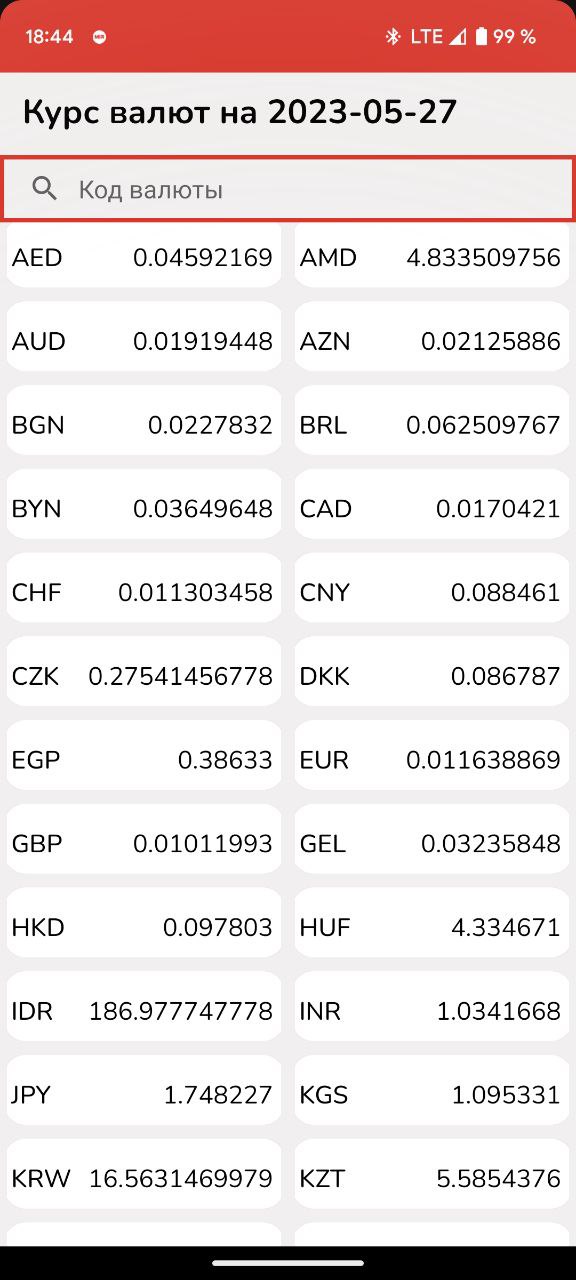 18:44 LTE 99 %
Курс валют на 2023-05-27
Код валюты
AED 0.04592169 AMD 4.833509756
AUD 0.01919448 AZN 0.02125886
BGN 0.0227832 BRL 0.062509767
BYN 0.03649648 CAD 0.0170421
CHF 0.011303458 CNY 0.088461
CZK 0.27541456778 DKK 0.086787
EGP 0.38633 EUR 0.011638869
GBP 0.01011993 GEL 0.03235848
HKD 0.097803 HUF 4.334671
IDR 186.977747778 INR 1.0341668
JPY 1.748227 KGS 1.095331
KRW 16.5631469979 KZT 5.5854376